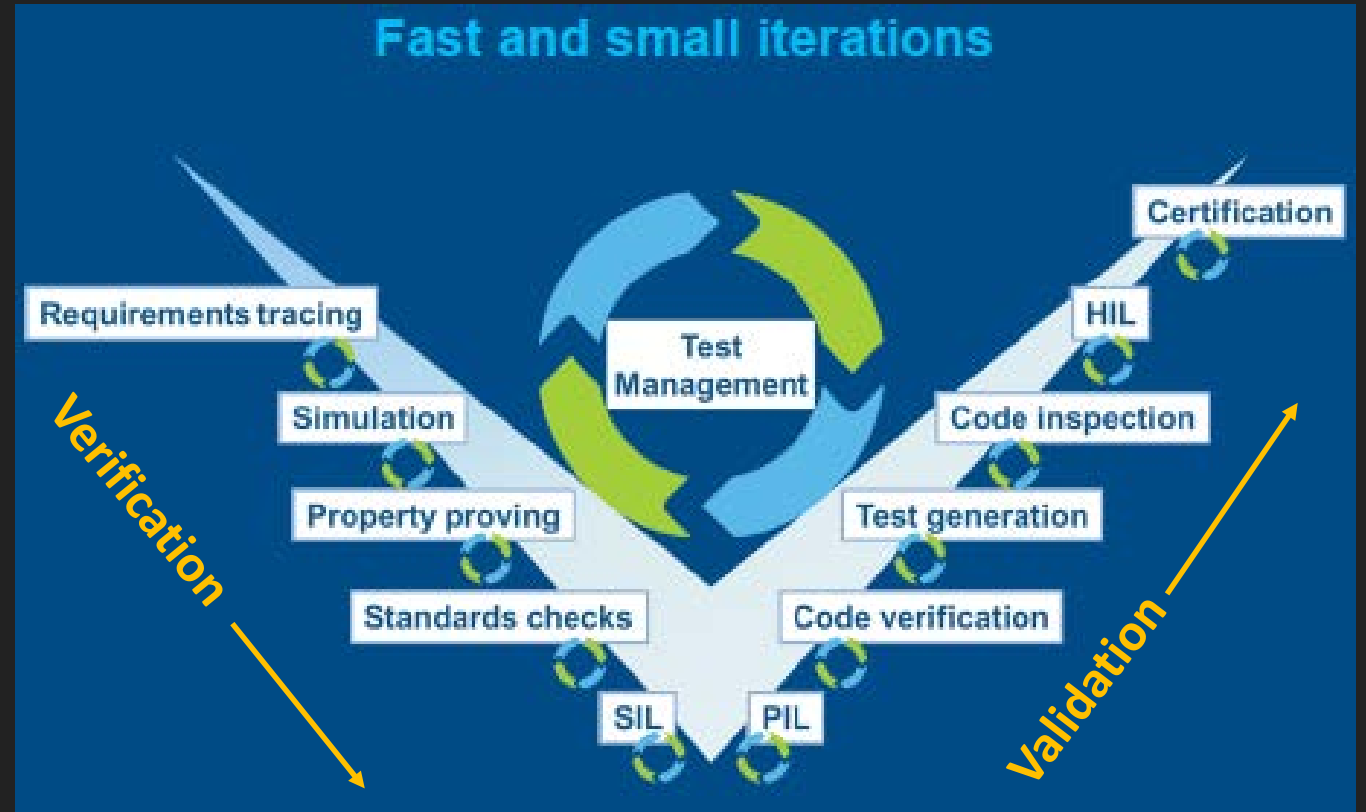 Fast and small iterations
Certification
Requirements tracing
HIL
Test
Management
Simulation
Code inspection
Verification
Property proving
Test generation
Standards checks
Code verification
Validation
SIL
PIL